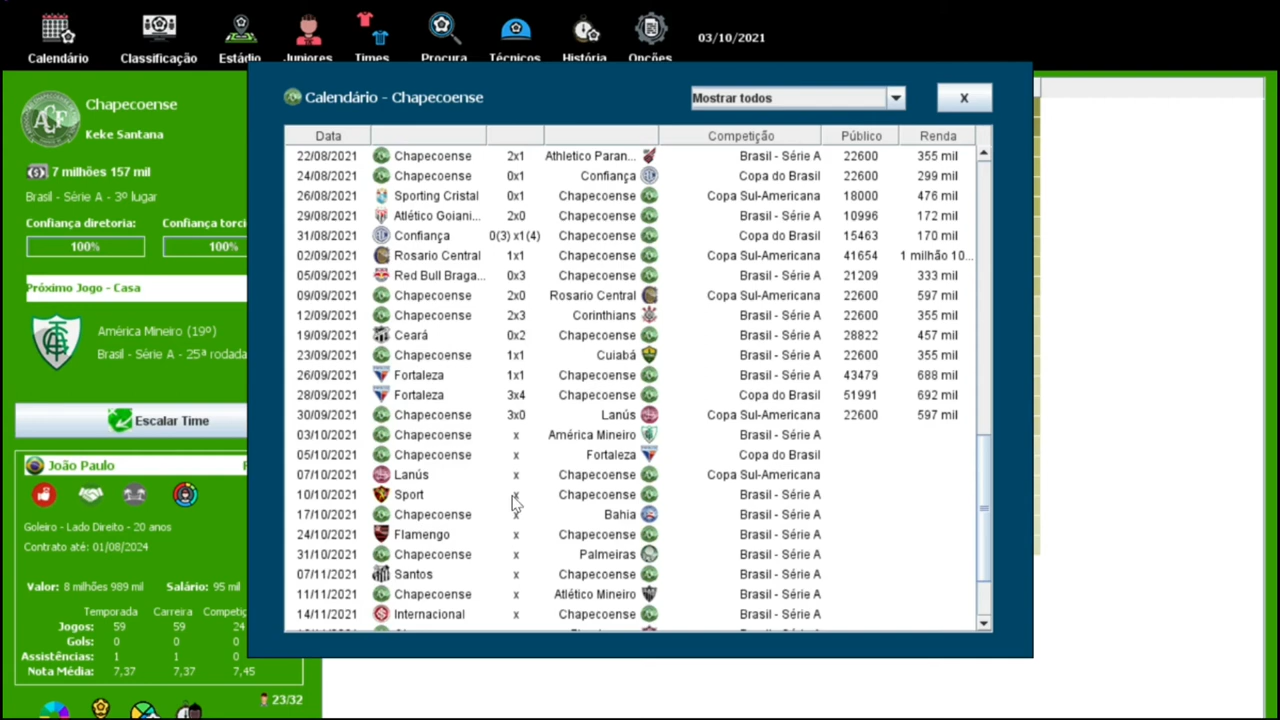 Calendário Classificação Estádio Juniores Times Procura Técnicos História Opções 03/10/2021
Chapecoense
Keke Santana
7 milhões 157 mil
Brasil - Série A - 3º lugar
Confiança diretoria: Confiança torci
100% 100%
Próximo Jogo - Casa
América Mineiro (19º)
Brasil - Série A - 25ª rodada
Escalar Time
João Paulo
Goleiro - Lado Direito - 20 anos
Contrato até: 01/08/2024
Valor: 8 milhões 989 mil Salário: 95 mil
Temporada Carreira Competiç
Jogos: 59 59 24
Gols: 0 0 0
Assistências: 1 1 0
Nota Média: 7,37 7,37 7,45
23/32
Calendário - Chapecoense Mostrar todos X
Data Competição Público Renda
22/08/2021 Chapecoense 2x1 Athletico Paran... Brasil - Série A 22600 355 mil
24/08/2021 Chapecoense 0x1 Confiança Copa do Brasil 22600 299 mil
26/08/2021 Sporting Cristal 0x1 Chapecoense Copa Sul-Americana 18000 476 mil
29/08/2021 Atlético Goiani... 2x0 Chapecoense Brasil - Série A 10996 172 mil
31/08/2021 Confiança 0(3) x1(4) Chapecoense Copa do Brasil 15463 170 mil
02/09/2021 Rosario Central 1x1 Chapecoense Copa Sul-Americana 41654 1 milhão 10...
05/09/2021 Red Bull Braga... 0x3 Chapecoense Brasil - Série A 21209 333 mil
09/09/2021 Chapecoense 2x0 Rosario Central Copa Sul-Americana 22600 597 mil
12/09/2021 Chapecoense 2x3 Corinthians Brasil - Série A 22600 355 mil
19/09/2021 Ceará 0x2 Chapecoense Brasil - Série A 28822 457 mil
23/09/2021 Chapecoense 1x1 Cuiabá Brasil - Série A 22600 355 mil
26/09/2021 Fortaleza 1x1 Chapecoense Brasil - Série A 43479 688 mil
28/09/2021 Fortaleza 3x4 Chapecoense Copa do Brasil 51991 692 mil
30/09/2021 Chapecoense 3x0 Lanús Copa Sul-Americana 22600 597 mil
03/10/2021 Chapecoense x América Mineiro Brasil - Série A
05/10/2021 Chapecoense x Fortaleza Copa do Brasil
07/10/2021 Lanús x Chapecoense Copa Sul-Americana
10/10/2021 Sport x Chapecoense Brasil - Série A
17/10/2021 Chapecoense x Bahia Brasil - Série A
24/10/2021 Flamengo x Chapecoense Brasil - Série A
31/10/2021 Chapecoense x Palmeiras Brasil - Série A
07/11/2021 Santos x Chapecoense Brasil - Série A
11/11/2021 Chapecoense x Atlético Mineiro Brasil - Série A
14/11/2021 Internacional x Chapecoense Brasil - Série A